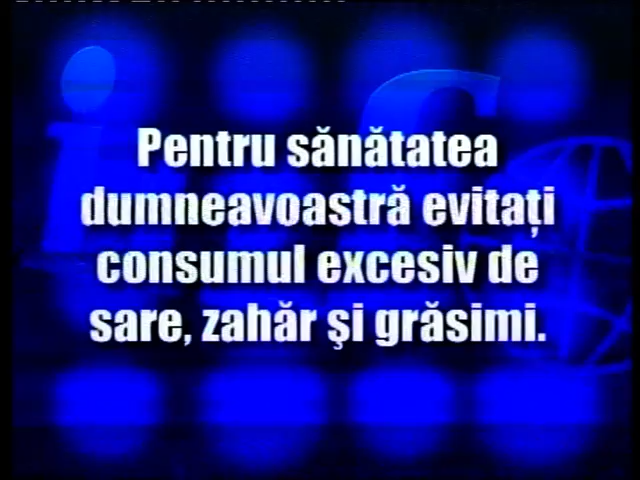 Pentru sănătatea
dumneavoastră evitați
consumul excesiv de
sare, zahăr şi grăsimi.